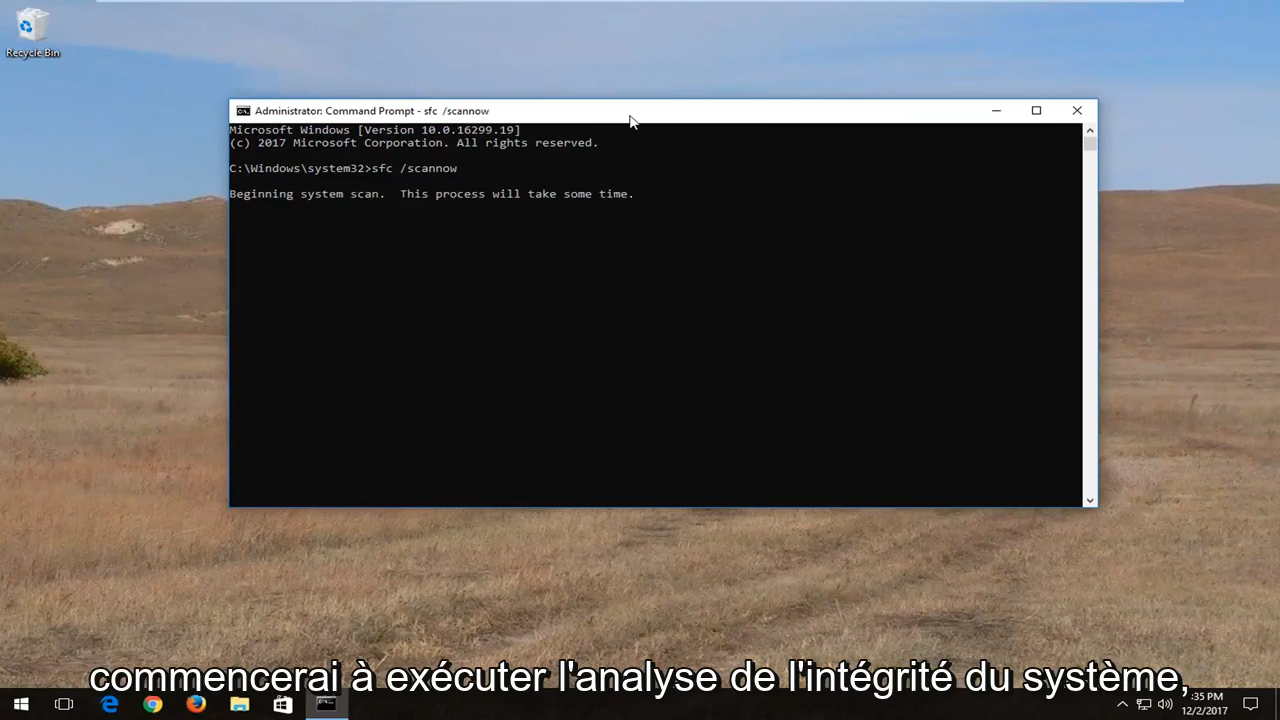 Recycle Bin
Administrator: Command Prompt - sfc /scannow
Microsoft Windows [Version 10.0.16299.19]
(c) 2017 Microsoft Corporation. All rights reserved.
C:\Windows\system32>sfc /scannow
Beginning system scan.  This process will take some time.
commencerai à exécuter l'analyse de l'intégrité du système,
:35 PM
12/2/2017